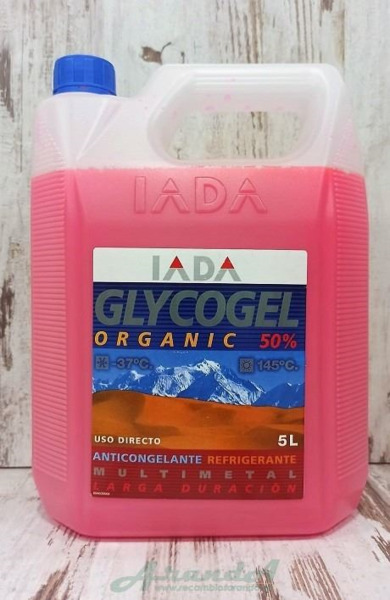 IADA
IADA
GLYCOGEL
ORGANIC 50%
-37°C. 145°C.
USO DIRECTO
5L
ANTICONGELANTE REFRIGERANTE
MULTIMETAL
LARGA DURACIÓN